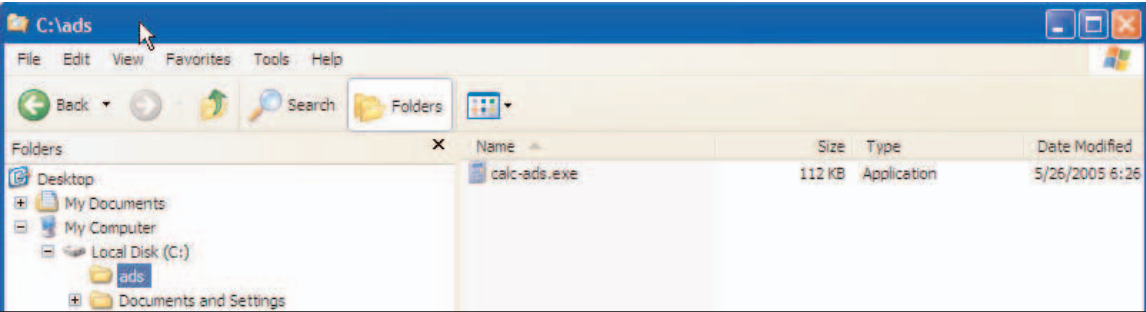 C:\ads
File Edit View Favorites Tools Help
Back Search Folders
Folders
Name Size Type Date Modified
Desktop
calc-ads.exe 112 KB Application 5/26/2005 6:26
My Documents
My Computer
Local Disk (C:)
ads
Documents and Settings